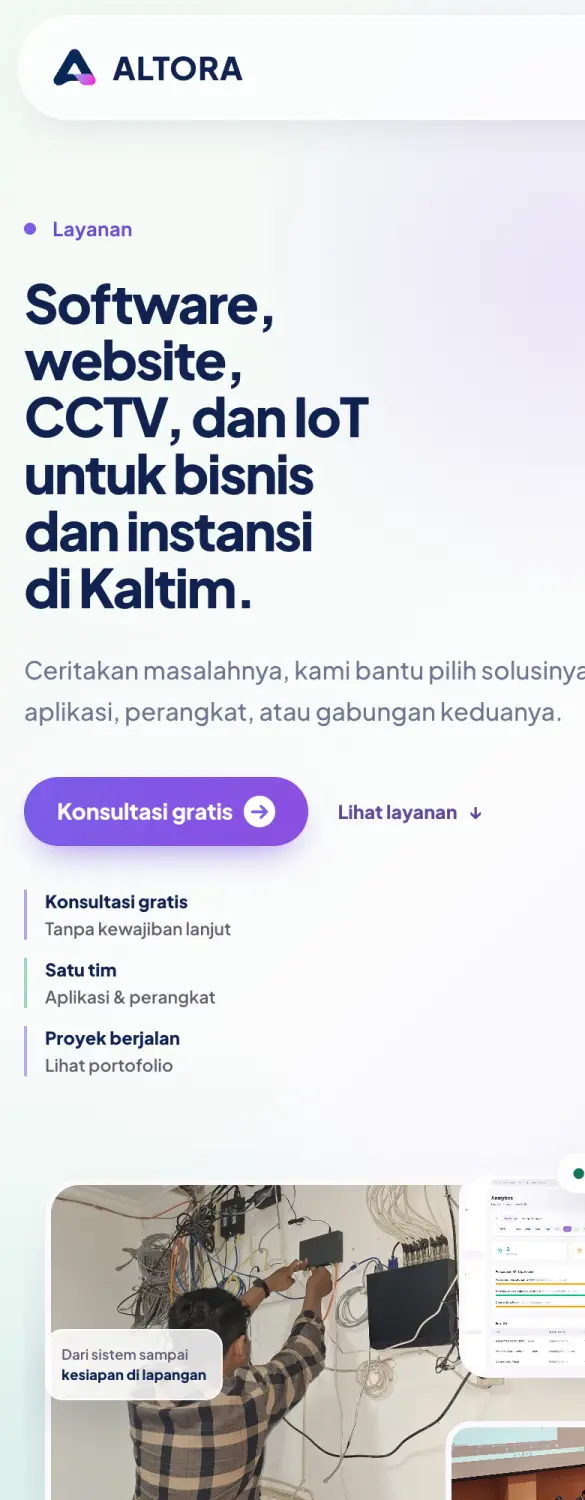 ALTORA
Layanan
Software,
website,
CCTV, dan IoT
untuk bisnis
dan instansi
di Kaltim.
Ceritakan masalahnya, kami bantu pilih solusinya
aplikasi, perangkat, atau gabungan keduanya.
Konsultasi gratis
Lihat layanan ↓
Konsultasi gratis
Tanpa kewajiban lanjut
Satu tim
Aplikasi & perangkat
Proyek berjalan
Lihat portofolio
Analytics
Dari sistem sampai
kesiapan di lapangan